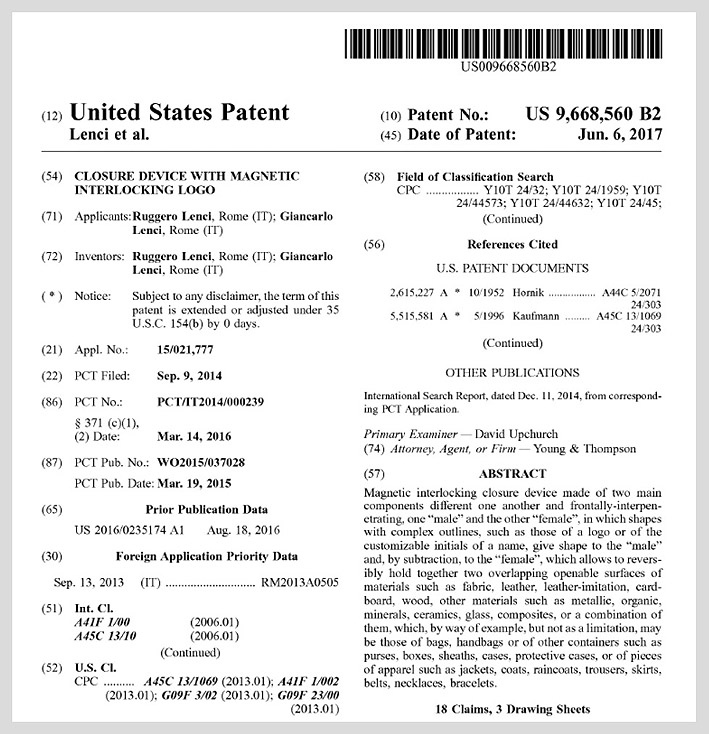 US009668560B2
(12) United States Patent
Lenci et al.
(10) Patent No.: US 9,668,560 B2
(45) Date of Patent: Jun. 6, 2017
(54) CLOSURE DEVICE WITH MAGNETIC
INTERLOCKING LOGO
(71) Applicants: Ruggero Lenci, Rome (IT); Giancarlo
Lenci, Rome (IT)
(72) Inventors: Ruggero Lenci, Rome (IT); Giancarlo
Lenci, Rome (IT)
( * ) Notice: Subject to any disclaimer, the term of this
patent is extended or adjusted under 35
U.S.C. 154(b) by 0 days.
(21) Appl. No.: 15/021,777
(22) PCT Filed: Sep. 9, 2014
(86) PCT No.: PCT/IT2014/000239
§ 371 (c)(1),
(2) Date: Mar. 14, 2016
(87) PCT Pub. No.: WO2015/037028
PCT Pub. Date: Mar. 19, 2015
(65) Prior Publication Data
US 2016/0235174 A1 Aug. 18, 2016
(30) Foreign Application Priority Data
Sep. 13, 2013 (IT) ............................ RM2013A0505
(51) Int. Cl.
A41F 1/00 (2006.01)
A45C 13/10 (2006.01)
(Continued)
(52) U.S. Cl.
CPC .......... A45C 13/1069 (2013.01); A41F 1/002
(2013.01); G09F 3/02 (2013.01); G09F 23/00
(2013.01)
(58) Field of Classification Search
CPC ................. Y10T 24/32; Y10T 24/1959; Y10T
24/44573; Y10T 24/44632; Y10T 24/45;
(Continued)
(56) References Cited
U.S. PATENT DOCUMENTS
2,615,227 A * 10/1952 Hornik ................ A44C 5/2071
24/303
5,515,581 A * 5/1996 Kaufmann ......... A45C 13/1069
24/303
(Continued)
OTHER PUBLICATIONS
International Search Report, dated Dec. 11, 2014, from correspond-
ing PCT Application.
Primary Examiner — David Upchurch
(74) Attorney, Agent, or Firm — Young & Thompson
(57) ABSTRACT
Magnetic interlocking closure device made of two main
components different one another and frontally-interpen-
etrating, one “male” and the other “female”, in which shapes
with complex outlines, such as those of a logo or of the
customizable initials of a name, give shape to the “male”
and, by subtraction, to the “female”, which allows to revers-
ibly hold together two overlapping openable surfaces of
materials such as fabric, leather, leather-imitation, card-
board, wood, other materials such as metallic, organic,
minerals, ceramics, glass, composites, or a combination of
them, which, by way of example, but not as a limitation, may
be those of bags, handbags or of other containers such as
purses, boxes, sheaths, cases, protective cases, or of pieces
of apparel such as jackets, coats, raincoats, trousers, skirts,
belts, necklaces, bracelets.
18 Claims, 3 Drawing Sheets